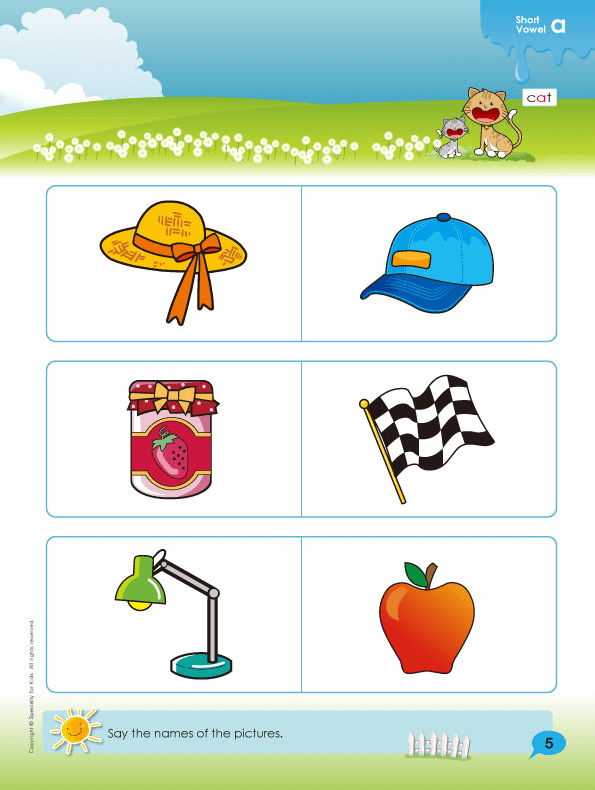 Short
Vowel a
cat
Say the names of the pictures.
5
Copyright © Specialty for Kids. All rights reserved.